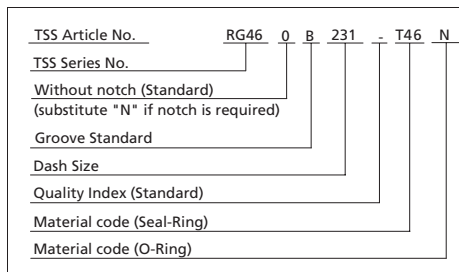 TSS Article No. RG46 0 B 231 - T46 N
TSS Series No.
Without notch (Standard)
(substitute "N" if notch is required)
Groove Standard
Dash Size
Quality Index (Standard)
Material code (Seal-Ring)
Material code (O-Ring)